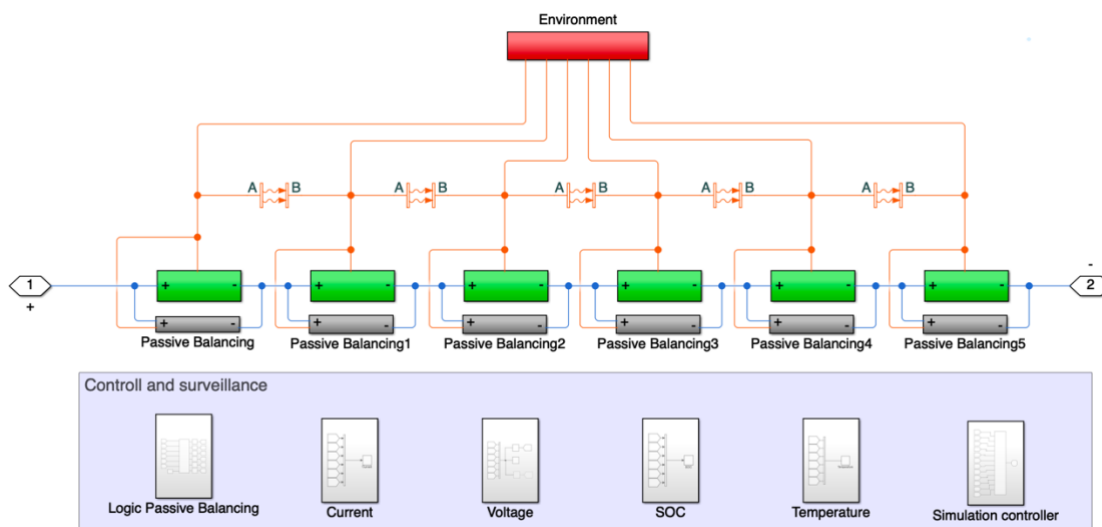 Environment
A B A B A B A B A B
1 + - + - + - + - + - + - - 2
+ + - + - + - + - + - + -
Passive Balancing Passive Balancing1 Passive Balancing2 Passive Balancing3 Passive Balancing4 Passive Balancing5
Controll and surveillance
Logic Passive Balancing Current Voltage SOC Temperature Simulation controller